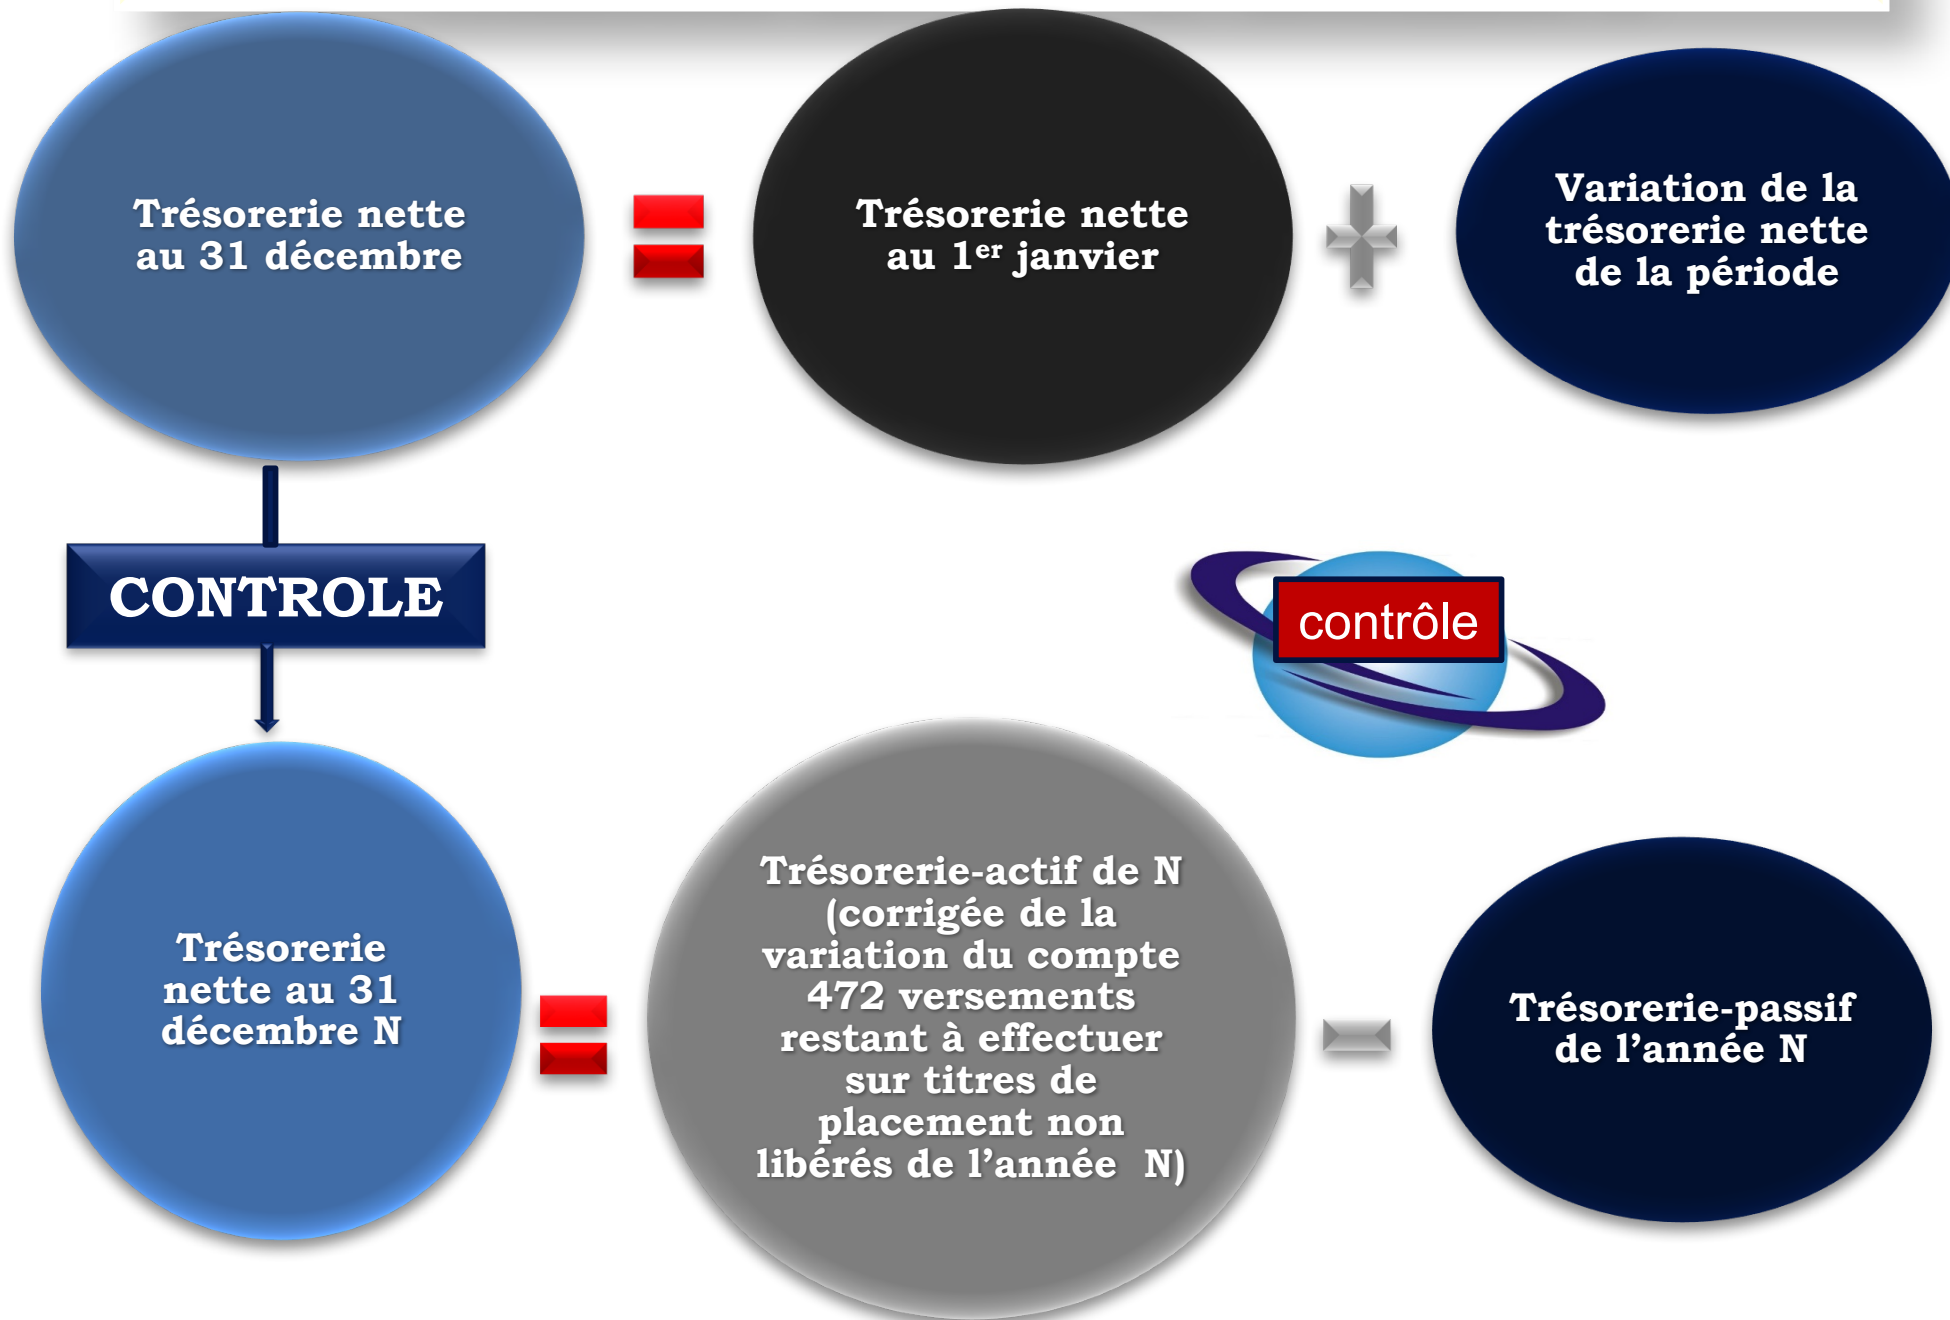 Trésorerie nette
au 31 décembre
Trésorerie nette
au 1er janvier
Variation de la
trésorerie nette
de la période
CONTROLE
contrôle
Trésorerie
nette au 31
décembre N
Trésorerie-actif de N
(corrigée de la
variation du compte
472 versements
restant à effectuer
sur titres de
placement non
libérés de l’année N)
Trésorerie-passif
de l’année N